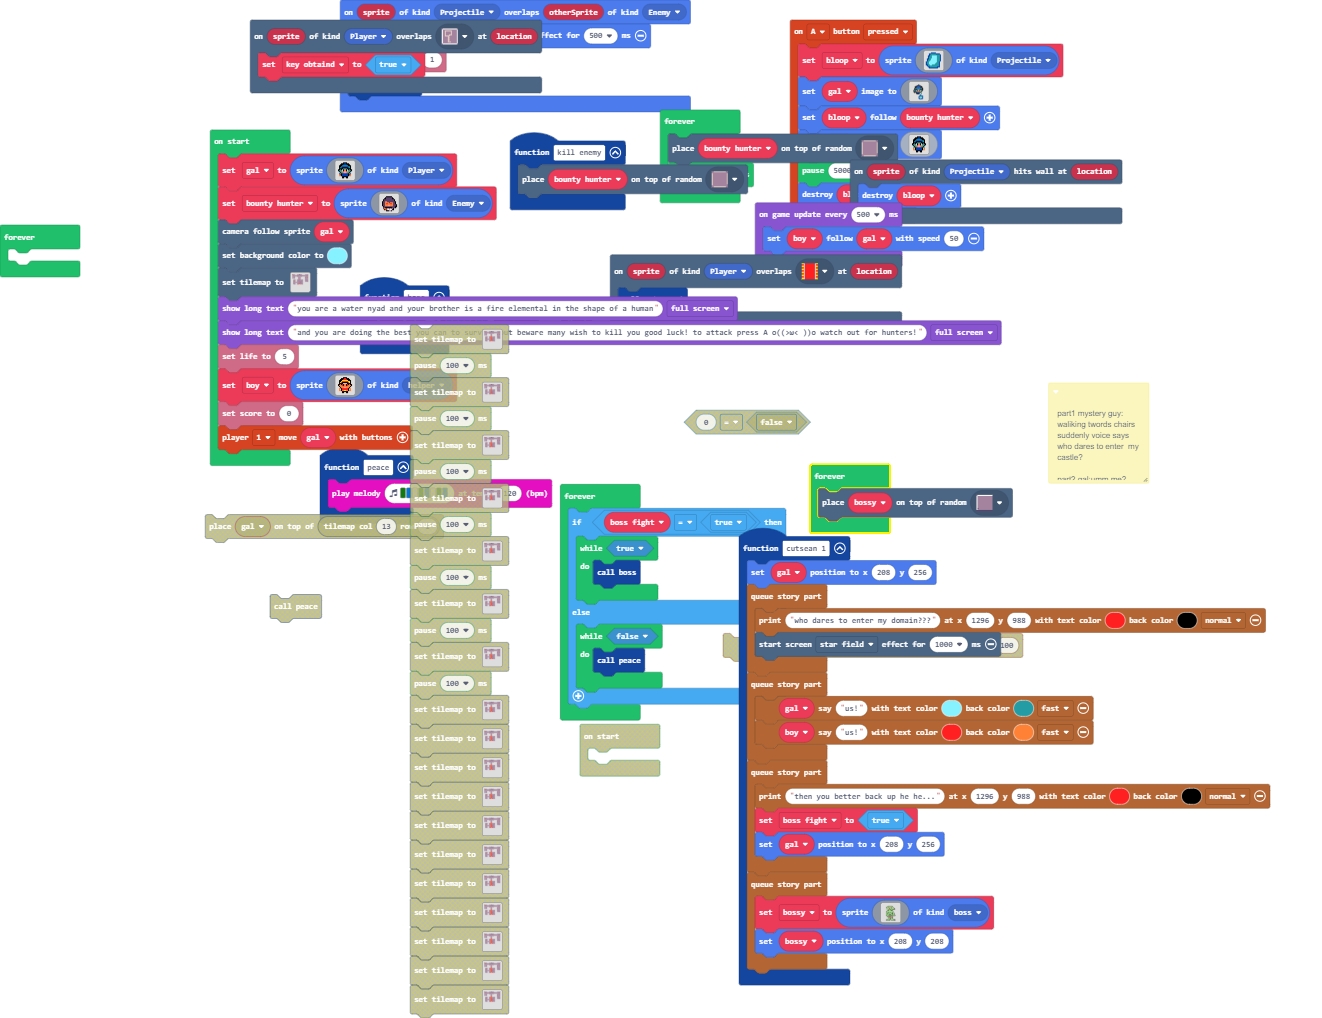 on sprite of kind Projectile overlaps otherSprite of kind Enemy
on sprite of kind Player overlaps at location
ffect for 500 ms
set key obtaind to true
1
on A button pressed
set bloop to sprite of kind Projectile
set gal image to
set bloop follow bounty hunter
pause 5000
destroy bl
on sprite of kind Projectile hits wall at location
destroy bloop
forever
place bounty hunter on top of random
function kill enemy
place bounty hunter on top of random
on game update every 500 ms
set boy follow gal with speed 50
on sprite of kind Player overlaps at location
forever
on start
set gal to sprite of kind Player
set bounty hunter to sprite of kind Enemy
camera follow sprite gal
set background color to
set tilemap to
show long text "you are a water nyad and your brother is a fire elemental in the shape of a human" full screen
show long text "and you are doing the best you can to surv t beware many wish to kill you good luck! to attack press A o((>ω< ))o watch out for hunters!" full screen
set life to 5
set boy to sprite of kind helper
set score to 0
player 1 move gal with buttons
function peace
play melody 120 (bpm)
place gal on top of tilemap col 13 ro
call peace
set tilemap to
pause 100 ms
set tilemap to
pause 100 ms
set tilemap to
pause 100 ms
set tilemap to
pause 100 ms
set tilemap to
pause 100 ms
set tilemap to
pause 100 ms
set tilemap to
pause 100 ms
set tilemap to
set tilemap to
set tilemap to
set tilemap to
set tilemap to
set tilemap to
set tilemap to
set tilemap to
set tilemap to
set tilemap to
set tilemap to
0 = false
part1 mystery guy:
waliking twords chairs
suddenly voice says
who dares to enter my
castle?
part2 gal:umm me?
forever
place bossy on top of random
forever
if boss fight = true then
while true
do call boss
else
while false
do call peace
on start
function cutsean 1
set gal position to x 208 y 256
queue story part
print "who dares to enter my domain???" at x 1296 y 988 with text color back color normal
start screen star field effect for 1000 ms
100
queue story part
gal say "us!" with text color back color fast
boy say "us!" with text color back color fast
queue story part
print "then you better back up he he..." at x 1296 y 988 with text color back color normal
set boss fight to true
set gal position to x 208 y 256
queue story part
set bossy to sprite of kind boss
set bossy position to x 208 y 208